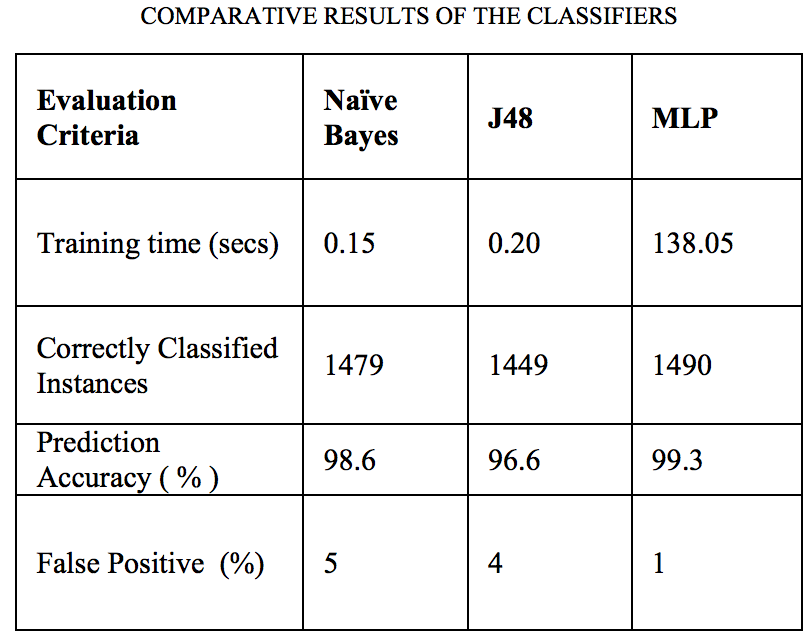 COMPARATIVE RESULTS OF THE CLASSIFIERS
Evaluation Criteria Naïve Bayes J48 MLP
Training time (secs) 0.15 0.20 138.05
Correctly Classified Instances 1479 1449 1490
Prediction Accuracy ( % ) 98.6 96.6 99.3
False Positive (%) 5 4 1